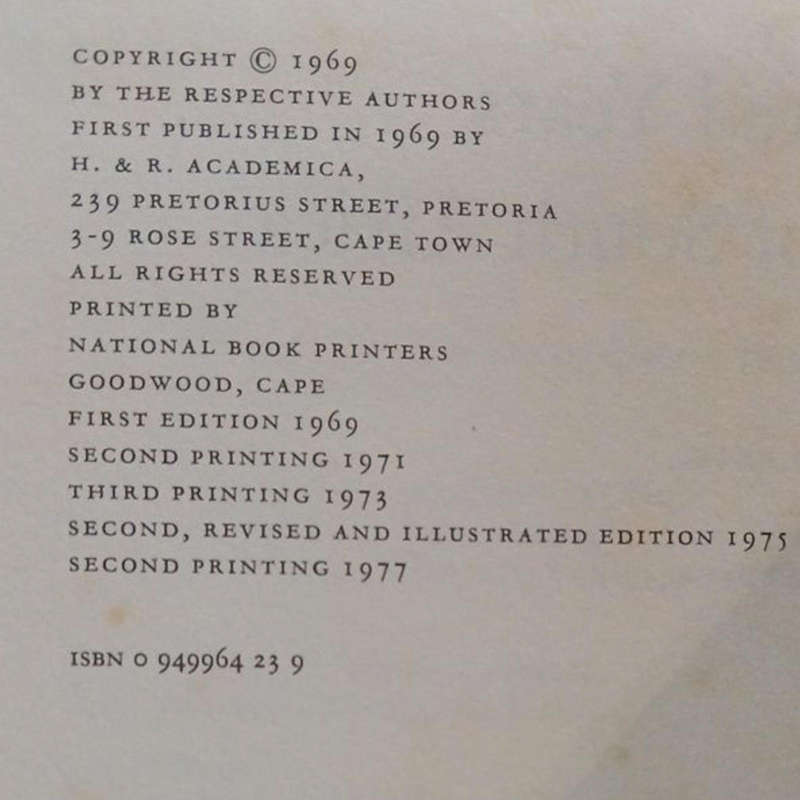 COPYRIGHT © 1969
BY THE RESPECTIVE AUTHORS
FIRST PUBLISHED IN 1969 BY
H. & R. ACADEMICA,
239 PRETORIUS STREET, PRETORIA
3-9 ROSE STREET, CAPE TOWN
ALL RIGHTS RESERVED
PRINTED BY
NATIONAL BOOK PRINTERS
GOODWOOD, CAPE
FIRST EDITION 1969
SECOND PRINTING 1971
THIRD PRINTING 1973
SECOND, REVISED AND ILLUSTRATED EDITION 1975
SECOND PRINTING 1977
ISBN 0 949964 23 9